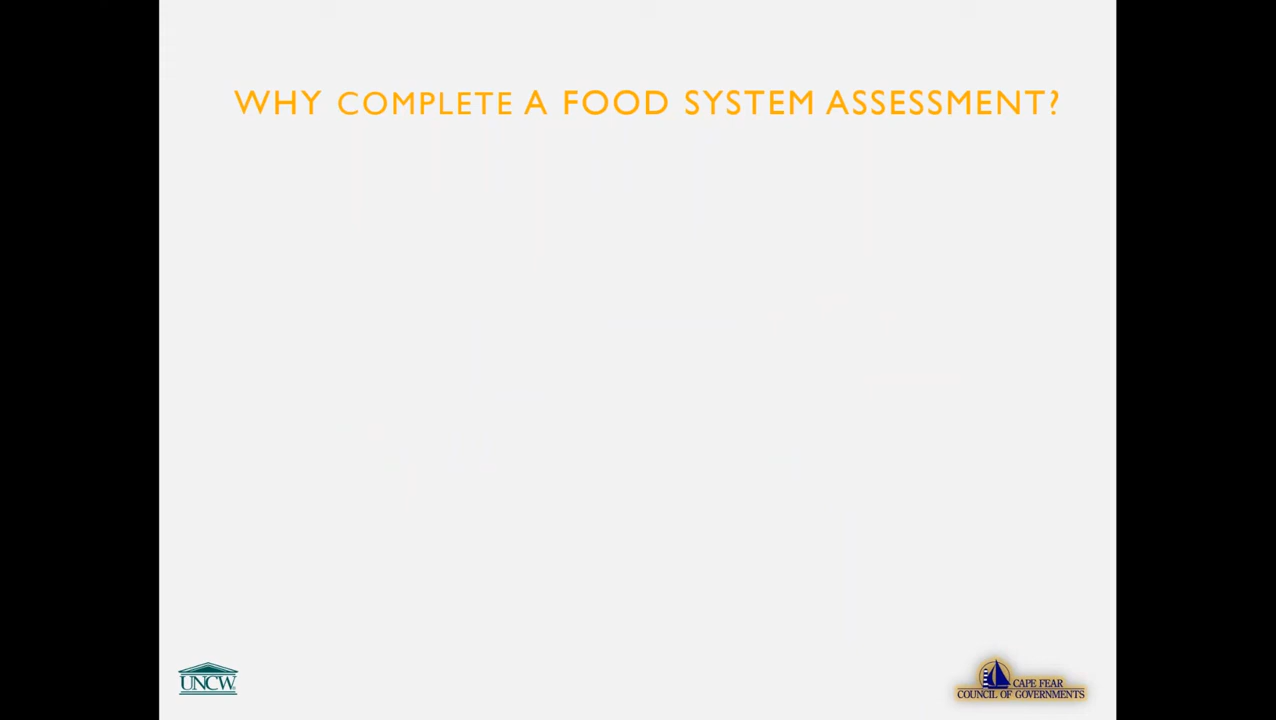 WHY COMPLETE A FOOD SYSTEM ASSESSMENT?
UNCW
CAPE FEAR
COUNCIL OF GOVERNMENTS